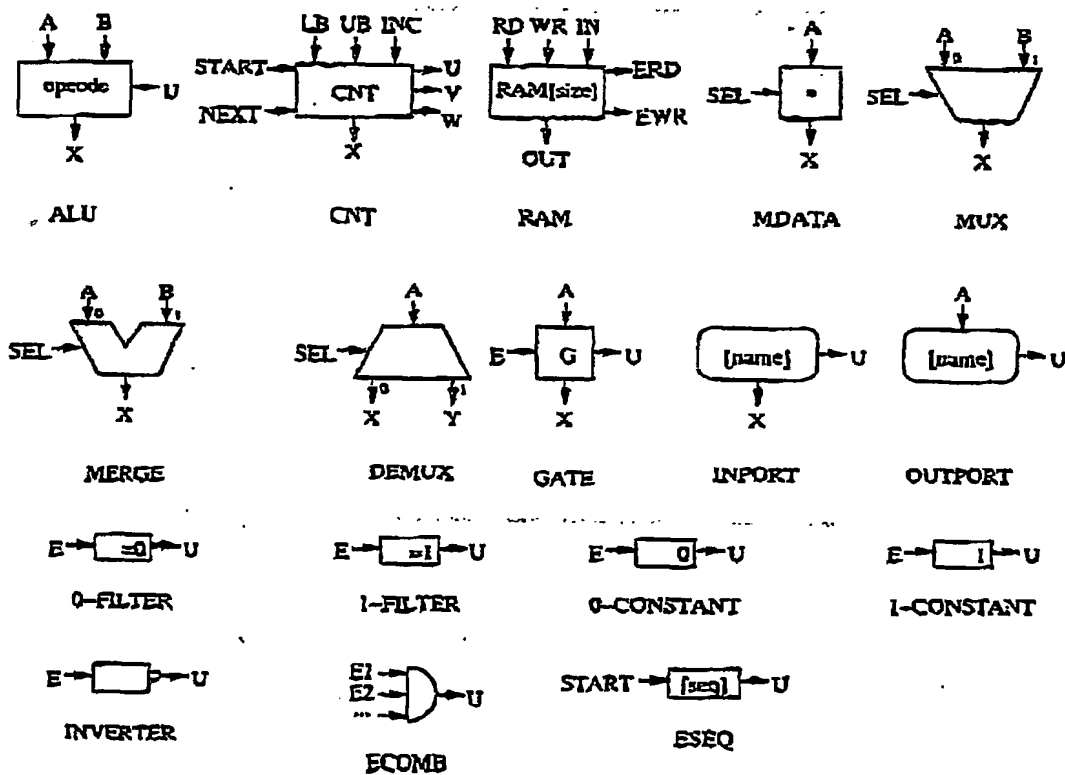 A B LB UB INC RD WR IN A A B
0 1
START U ERD
opcode U CNT V RAM[size] SEL = SEL
NEXT W EWR
X X OUT X X
ALU CNT RAM MDATA MUX
A B A A A
0 1
SEL SEL E G U [name] U [name] U
0 1
X X Y X X
MERGE DEMUX GATE INPORT OUTPORT
E =0 U E =1 U E 0 U E 1 U
0-FILTER 1-FILTER 0-CONSTANT 1-CONSTANT
E U E1 E2 ... U START [seq] U
INVERTER ECOMB ESEQ